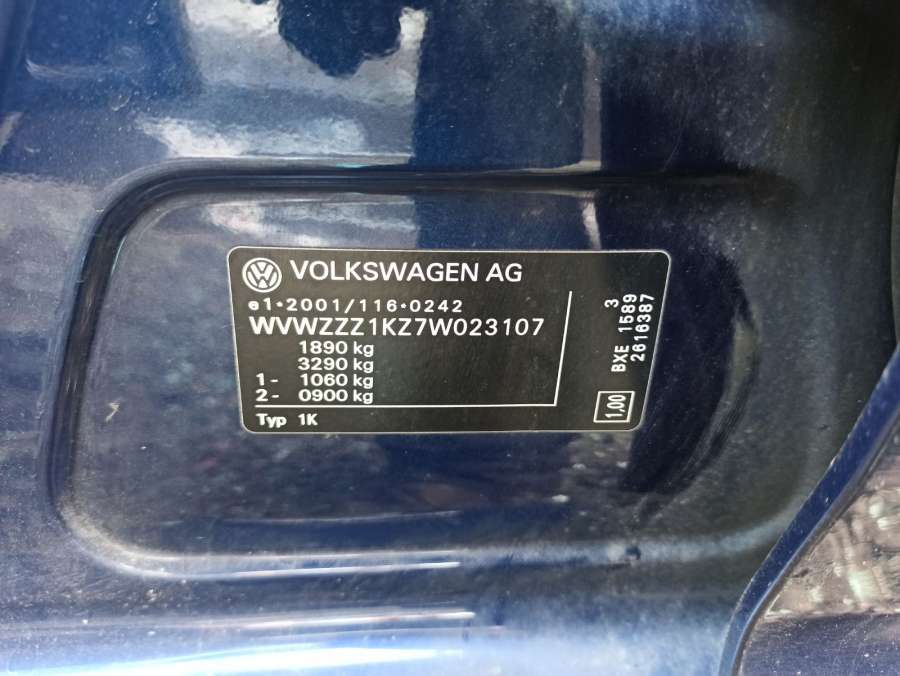 VOLKSWAGEN AG
e1*2001/116*0242
WVWZZZ1KZ7W023107
1890 kg
3290 kg
1- 1060 kg
2- 0900 kg
Typ 1K
3
BXE 1589
2616387
1,00